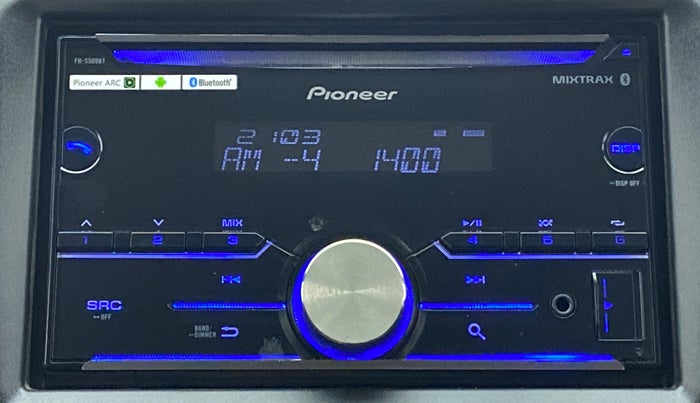 FH-S500BT
Pioneer ARC
Bluetooth
Pioneer
MIXTRAX
2 103
AM --4 1400
DISP
DISP OFF
MIX
1 2 3 4 5 6
SRC
OFF
BAND/
DIMMER